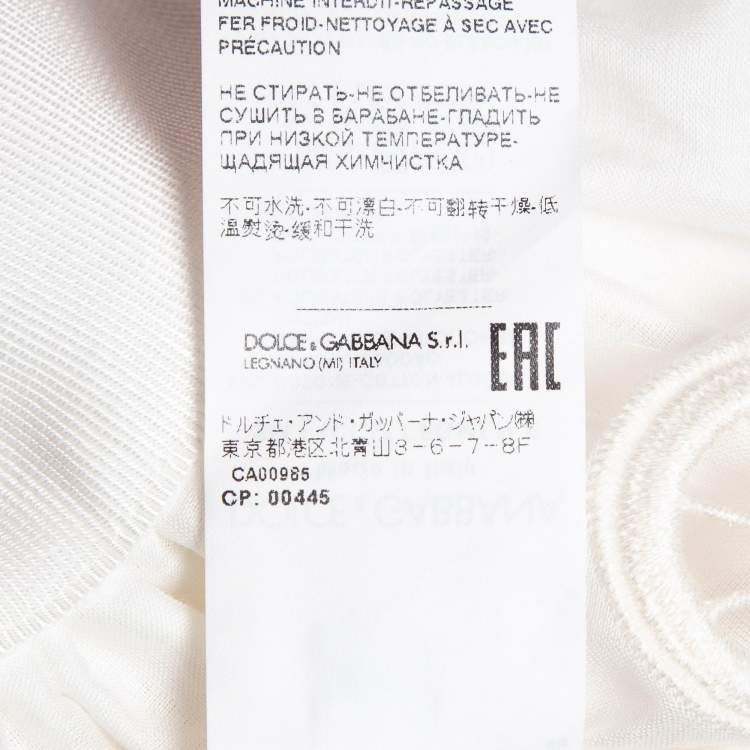 MACHINE INTERDIT-REPASSAGE
FER FROID-NETTOYAGE À SEC AVEC
PRÉCAUTION
НЕ СТИРАТЬ-НЕ ОТБЕЛИВАТЬ-НЕ
СУШИТЬ В БАРАБАНЕ-ГЛАДИТЬ
ПРИ НИЗКОЙ ТЕМПЕРАТУРЕ-
ЩАДЯЩАЯ ХИМЧИСТКА
不可水洗-不可漂白-不可翻转干燥-低
温熨烫-缓和干洗
DOLCE & GABBANA S.r.l.
LEGNANO (MI) ITALY
EAC
ドルチェ・アンド・ガッバーナ・ジャパン㈱
東京都港区北青山3-6-7-8F
CA00985
CP: 00445